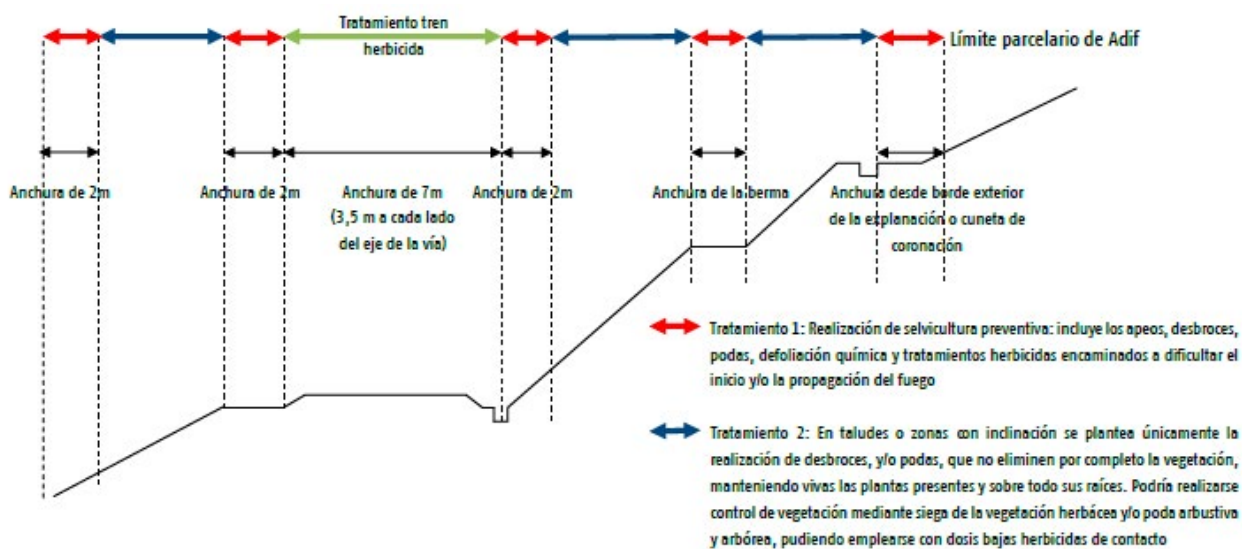 Tratamiento tren
herbicida
Límite parcelario de Adif
Anchura de 2m
Anchura de 2m
Anchura de 7m
(3,5 m a cada lado
del eje de la vía)
Anchura de 2m
Anchura de la berma
Anchura desde borde exterior
de la explanación o cuneta de
coronación
Tratamiento 1: Realización de selvicultura preventiva: incluye los apeos, desbroces,
podas, defoliación química y tratamientos herbicidas encaminados a dificultar el
inicio y/o la propagación del fuego
Tratamiento 2: En taludes o zonas con inclinación se plantea únicamente la
realización de desbroces, y/o podas, que no eliminen por completo la vegetación,
manteniendo vivas las plantas presentes y sobre todo sus raíces. Podría realizarse
control de vegetación mediante siega de la vegetación herbácea y/o poda arbustiva
y arbórea, pudiendo emplearse con dosis bajas herbicidas de contacto